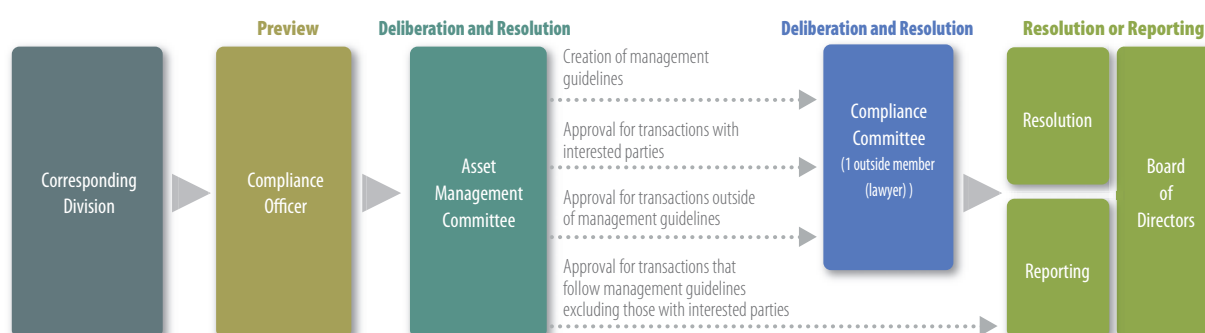 Preview
Deliberation and Resolution
Deliberation and Resolution
Resolution or Reporting
Corresponding
Division
Compliance
Officer
Asset
Management
Committee
Creation of management
guidelines
Approval for transactions with
interested parties
Approval for transactions outside
of management guidelines
Approval for transactions that
follow management guidelines
excluding those with interested parties
Compliance
Committee
(1 outside member
(lawyer) )
Resolution
Reporting
Board
of
Directors